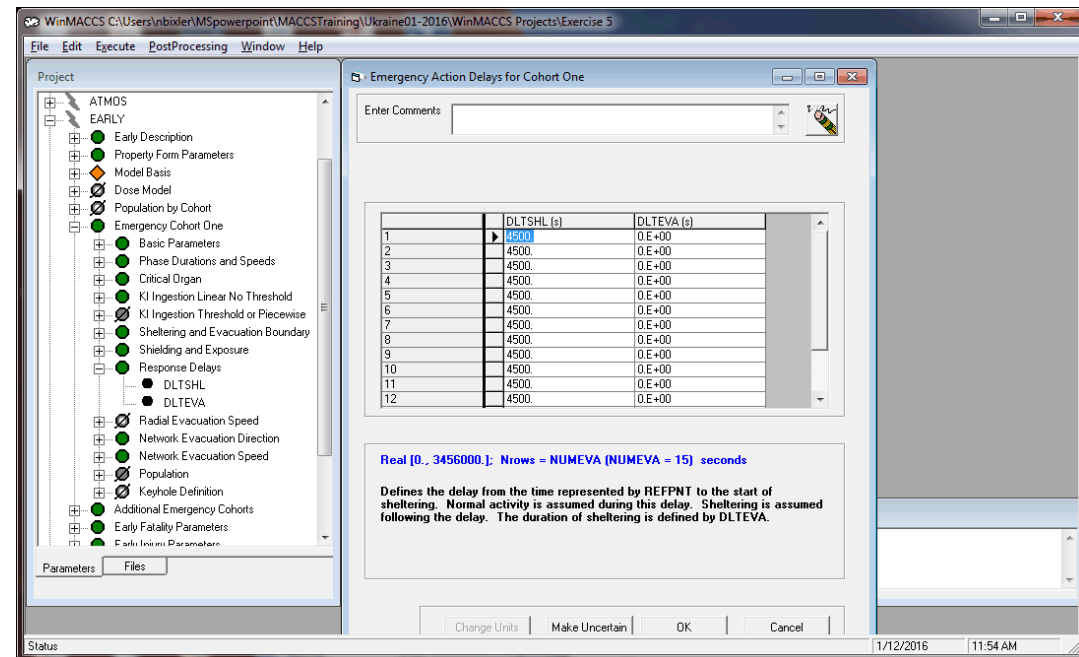 WinMACCS C:\Users\nbixler\MSpowerpoint\MACCSTraining\Ukraine01-2016\WinMACCS Projects\Exercise 5
File Edit Execute PostProcessing Window Help
Project
ATMOS
EARLY
Early Description
Property Form Parameters
Model Basis
Dose Model
Population by Cohort
Emergency Cohort One
Basic Parameters
Phase Durations and Speeds
Critical Organ
KI Ingestion Linear No Threshold
KI Ingestion Threshold or Piecewise
Sheltering and Evacuation Boundary
Shielding and Exposure
Response Delays
DLTSHL
DLTEVA
Radial Evacuation Speed
Network Evacuation Direction
Network Evacuation Speed
Population
Keyhole Definition
Additional Emergency Cohorts
Early Fatality Parameters
Early Injury Parameters
Parameters Files
Emergency Action Delays for Cohort One
Enter Comments
DLTSHL (s) DLTEVA (s)
1 4500. 0.E+00
2 4500. 0.E+00
3 4500. 0.E+00
4 4500. 0.E+00
5 4500. 0.E+00
6 4500. 0.E+00
7 4500. 0.E+00
8 4500. 0.E+00
9 4500. 0.E+00
10 4500. 0.E+00
11 4500. 0.E+00
12 4500. 0.E+00
Real [0., 3456000.]; Nrows = NUMEVA (NUMEVA = 15) seconds
Defines the delay from the time represented by REFPNT to the start of
sheltering. Normal activity is assumed during this delay. Sheltering is assumed
following the delay. The duration of sheltering is defined by DLTEVA.
Change Units Make Uncertain OK Cancel
Status 1/12/2016 11:54 AM